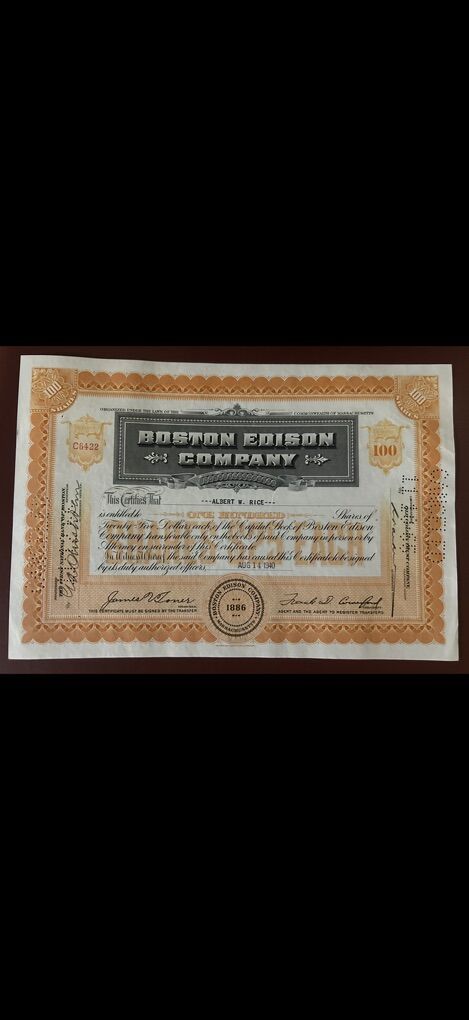 100
100
ORGANIZED UNDER THE LAWS OF THE
COMMONWEALTH OF MASSACHUSETTS
C6422
BOSTON EDISON
COMPANY
100
This Certifies That
---ALBERT W. RICE---
is entitled to
ONE HUNDRED
Shares of
Twenty-Five Dollars each of the Capital Stock of Boston Edison
Company transferable only on the books of said Company in person or by
Attorney on surrender of this Certificate.
In Witness Whereof the said Company has caused this Certificate to be signed
by its duly authorized officers.
AUG 14 1940
BOSTON EDISON COMPANY
1886
MASSACHUSETTS
THIS CERTIFICATE MUST BE SIGNED BY THE TRANSFER
AGENT AND THE AGENT TO REGISTER TRANSFERS.